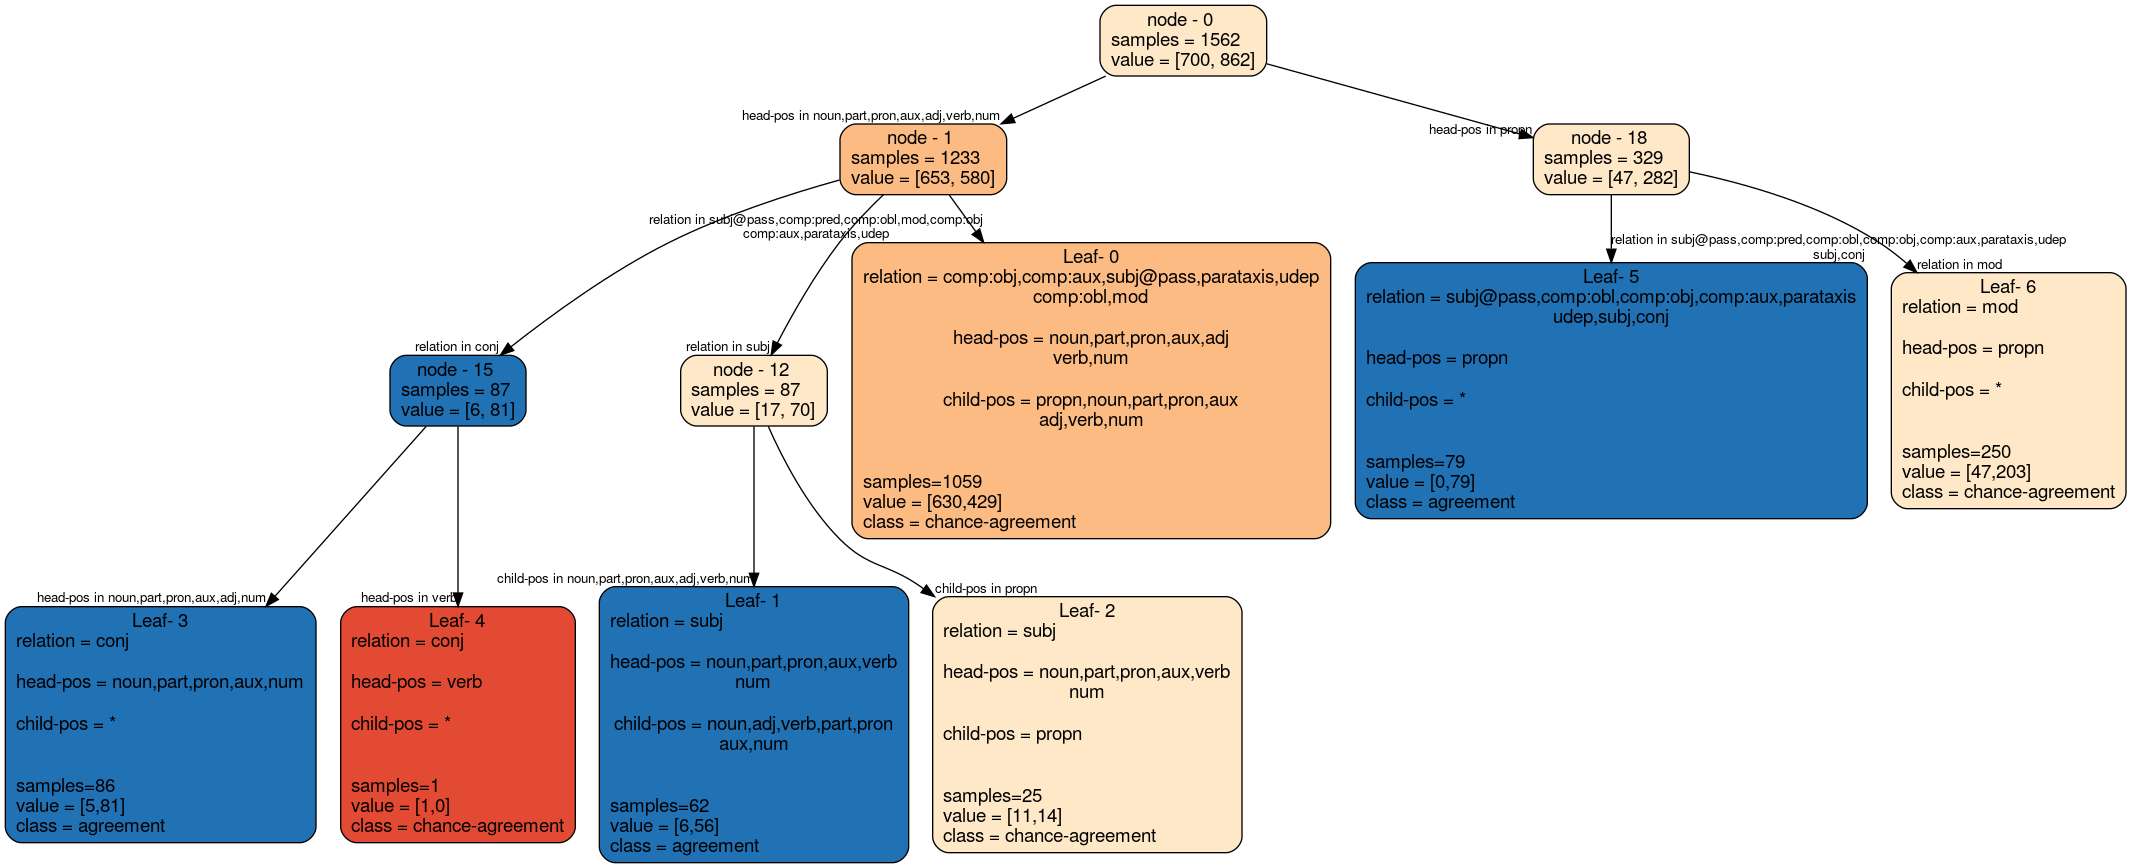 node - 0
samples = 1562
value = [700, 862]
head-pos in noun,part,pron,aux,adj,verb,num
head-pos in propn
node - 1
samples = 1233
value = [653, 580]
node - 18
samples = 329
value = [47, 282]
relation in subj@pass,comp:pred,comp:obl,mod,comp:obj
comp:aux,parataxis,udep
relation in subj@pass,comp:pred,comp:obl,comp:obj,comp:aux,parataxis,udep
subj,conj
relation in mod
relation in conj
relation in subj
node - 15
samples = 87
value = [6, 81]
node - 12
samples = 87
value = [17, 70]
Leaf- 0
relation = comp:obj,comp:aux,subj@pass,parataxis,udep
comp:obl,mod
head-pos = noun,part,pron,aux,adj
verb,num
child-pos = propn,noun,part,pron,aux
adj,verb,num
samples=1059
value = [630,429]
class = chance-agreement
Leaf- 5
relation = subj@pass,comp:obl,comp:obj,comp:aux,parataxis
udep,subj,conj
head-pos = propn
child-pos = *
samples=79
value = [0,79]
class = agreement
Leaf- 6
relation = mod
head-pos = propn
child-pos = *
samples=250
value = [47,203]
class = chance-agreement
head-pos in noun,part,pron,aux,adj,num
head-pos in verb
child-pos in noun,part,pron,aux,adj,verb,num
child-pos in propn
Leaf- 3
relation = conj
head-pos = noun,part,pron,aux,num
child-pos = *
samples=86
value = [5,81]
class = agreement
Leaf- 4
relation = conj
head-pos = verb
child-pos = *
samples=1
value = [1,0]
class = chance-agreement
Leaf- 1
relation = subj
head-pos = noun,part,pron,aux,verb
num
child-pos = noun,adj,verb,part,pron
aux,num
samples=62
value = [6,56]
class = agreement
Leaf- 2
relation = subj
head-pos = noun,part,pron,aux,verb
num
child-pos = propn
samples=25
value = [11,14]
class = chance-agreement